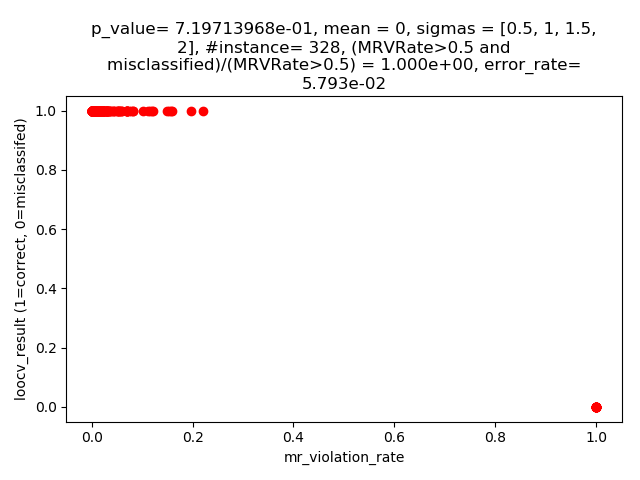 p_value= 7.19713968e-01, mean = 0, sigmas = [0.5, 1, 1.5,
2], #instance= 328, (MRVRate>0.5 and
misclassified)/(MRVRate>0.5) = 1.000e+00, error_rate=
5.793e-02
loocv_result (1=correct, 0=misclassifed)
1.0
0.8
0.6
0.4
0.2
0.0
0.0 0.2 0.4 0.6 0.8 1.0
mr_violation_rate